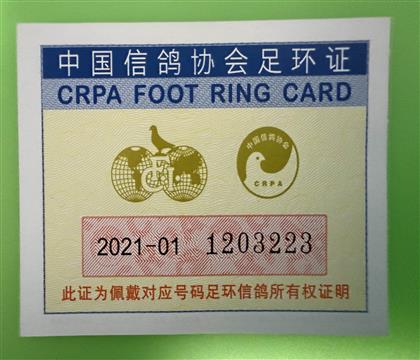 中国信鸽协会足环证
CRPA FOOT RING CARD
中国信鸽协会
CRPA
2021-01 1203223
此证为佩戴对应号码足环信鸽所有权证明